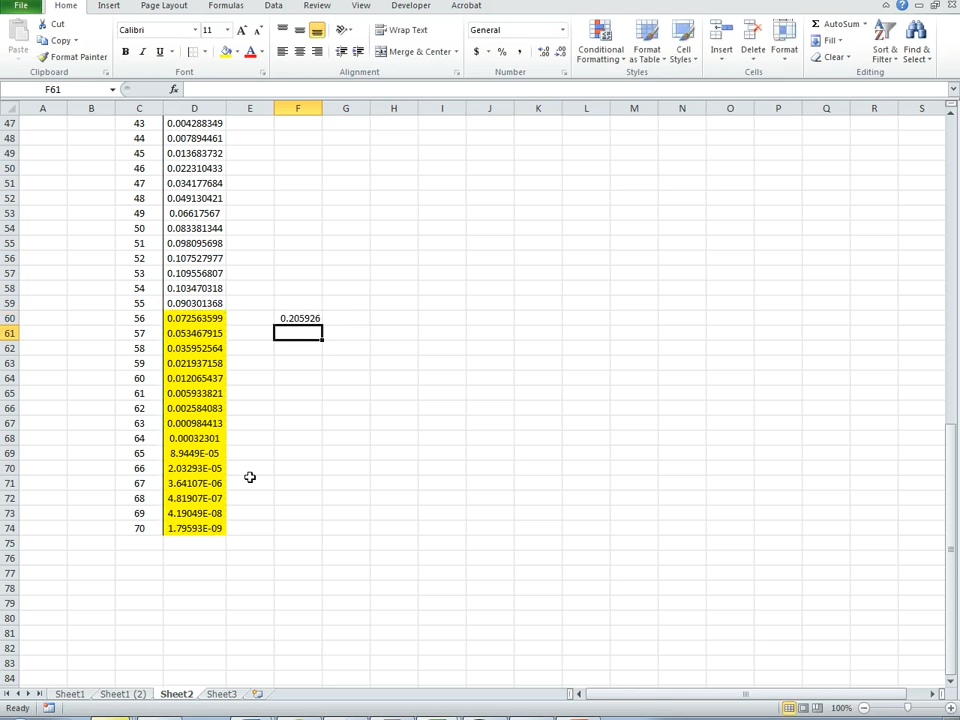 File Home Insert Page Layout Formulas Data Review View Developer Acrobat
Paste Cut Copy Format Painter Clipboard
Calibri 11 B I U A Font
Wrap Text Merge & Center Alignment
General $ % , Number
Conditional Formatting Format as Table Cell Styles Styles
Insert Delete Format Cells
Σ AutoSum Fill Clear Sort & Filter Find & Select Editing
F61 fx
A B C D E F G H I J K L M N O P Q R S
47 43 0.004288349
48 44 0.007894461
49 45 0.013683732
50 46 0.022310433
51 47 0.034177684
52 48 0.049130421
53 49 0.06617567
54 50 0.083381344
55 51 0.098095698
56 52 0.107527977
57 53 0.109556807
58 54 0.103470318
59 55 0.090301368
60 56 0.072563599 0.205926
61 57 0.053467915
62 58 0.035952564
63 59 0.021937158
64 60 0.012065437
65 61 0.005933821
66 62 0.002584083
67 63 0.000984413
68 64 0.00032301
69 65 8.9449E-05
70 66 2.03293E-05
71 67 3.64107E-06
72 68 4.81907E-07
73 69 4.19049E-08
74 70 1.79593E-09
75
76
77
78
79
80
81
82
83
84
Sheet1 Sheet1 (2) Sheet2 Sheet3
Ready 100%